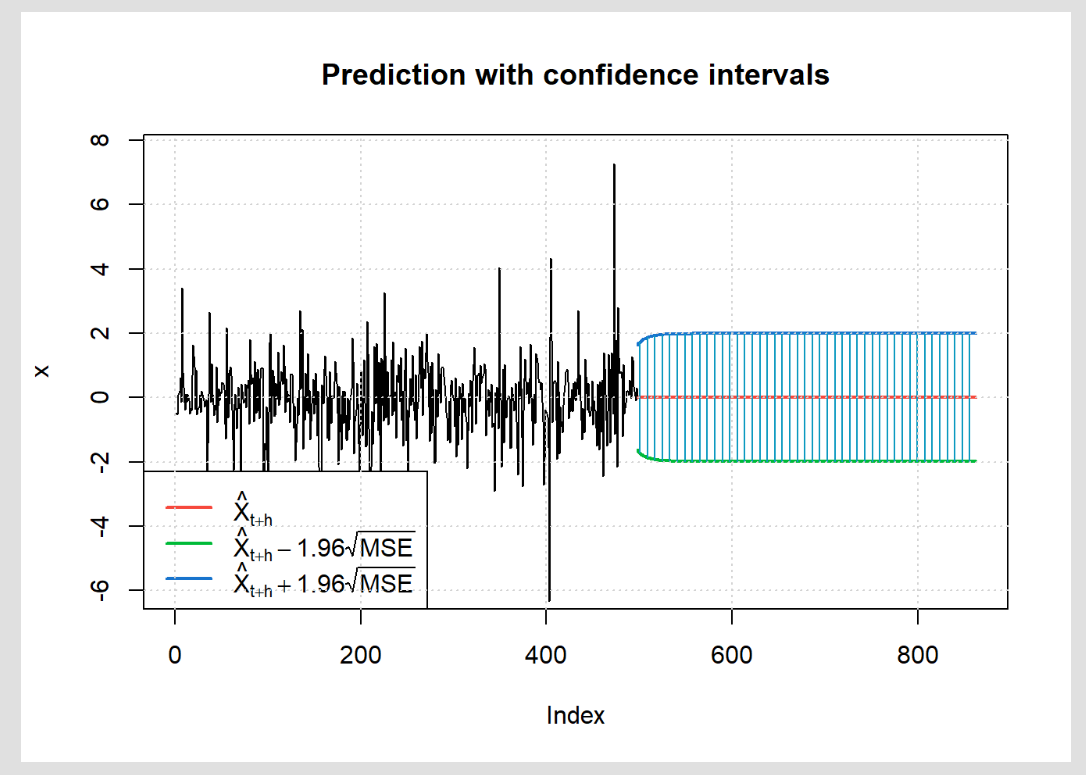 Prediction with confidence intervals
8
6
4
2
0
-2
-4
-6
x
X̂t+h
X̂t+h − 1.96√MSE
X̂t+h + 1.96√MSE
0 200 400 600 800
Index